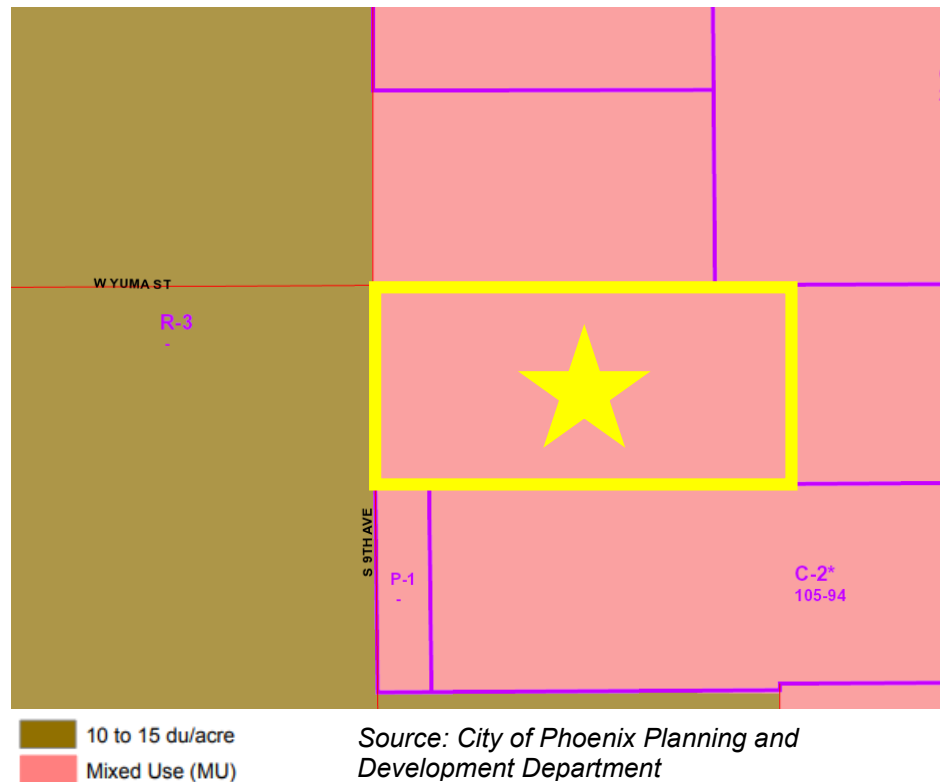 W YUMA ST
R-3
-
S 9TH AVE
P-1
-
C-2*
105-94
10 to 15 du/acre
Mixed Use (MU)
Source: City of Phoenix Planning and
Development Department